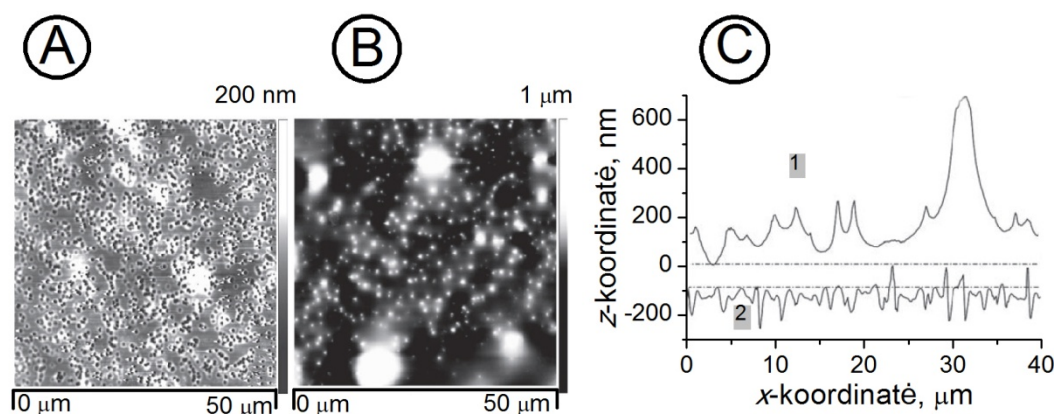 A
B
C
200 nm
1 μm
0 μm
50 μm
0 μm
50 μm
z-koordinatė, nm
600
400
200
0
-200
1
2
0
10
20
30
40
x-koordinatė, μm